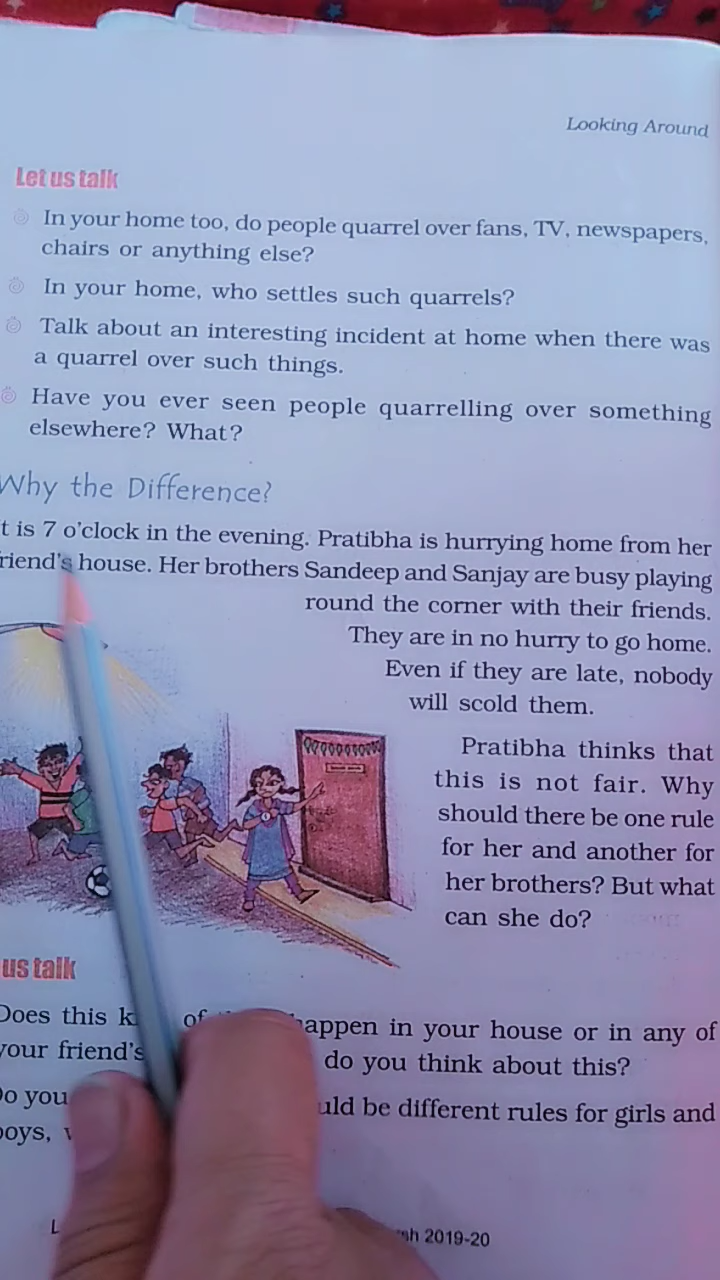 Looking Around
Let us talk
In your home too, do people quarrel over fans, TV, newspapers,
chairs or anything else?
In your home, who settles such quarrels?
Talk about an interesting incident at home when there was
a quarrel over such things.
Have you ever seen people quarrelling over something
elsewhere? What?
Why the Difference?
t is 7 o'clock in the evening. Pratibha is hurrying home from her
riend's house. Her brothers Sandeep and Sanjay are busy playing
round the corner with their friends.
They are in no hurry to go home.
Even if they are late, nobody
will scold them.
Pratibha thinks that
this is not fair. Why
should there be one rule
for her and another for
her brothers? But what
can she do?
us talk
Does this of happen in your house or in any of
your friend's do you think about this?
Do you uld be different rules for girls and
boys,
sh 2019-20